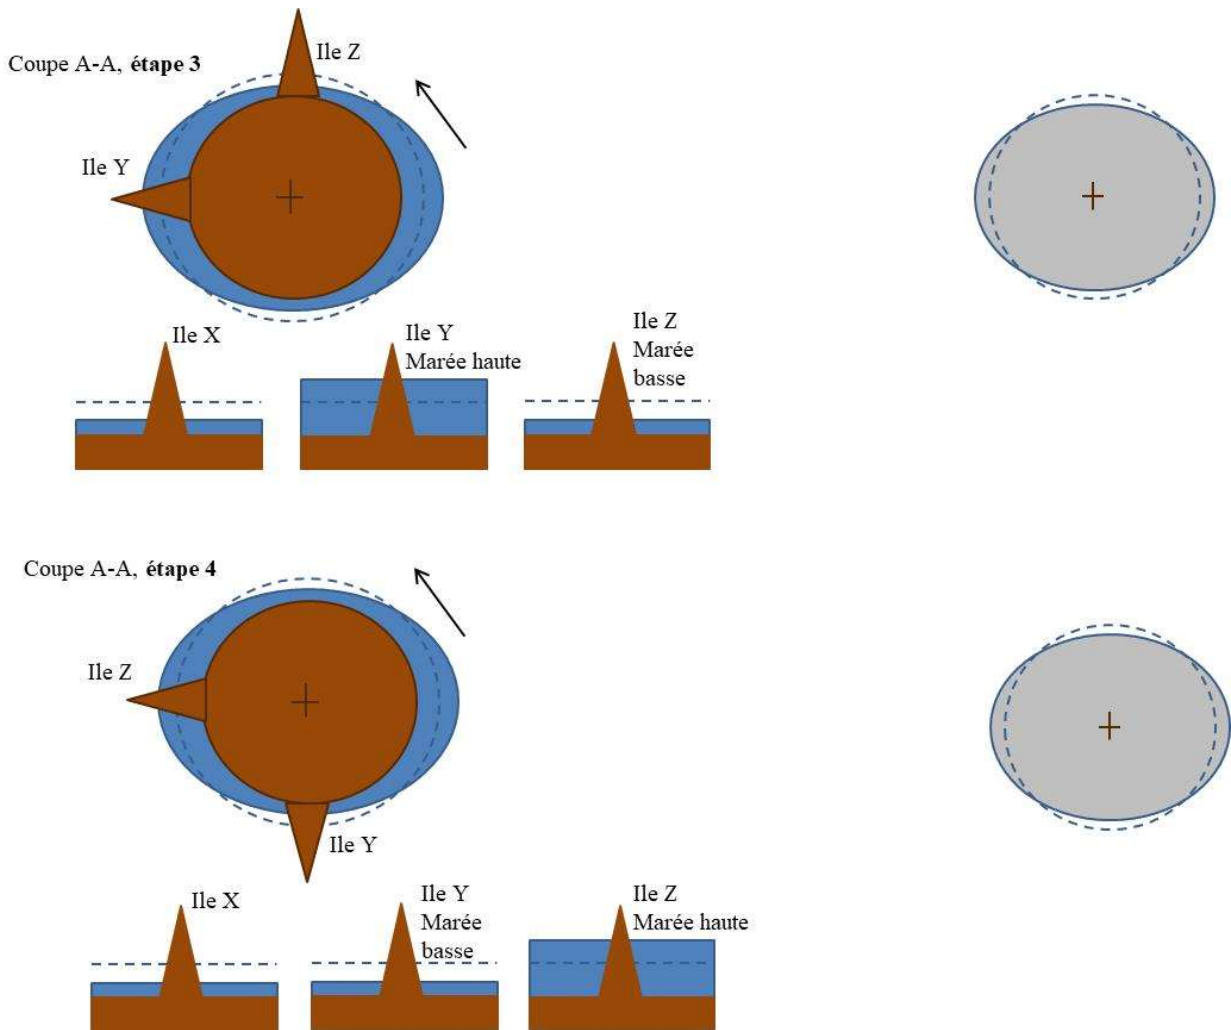 Ile Z
Coupe A-A, étape 3
Ile Y
Ile X
Ile Y
Marée haute
Ile Z
Marée
basse
Coupe A-A, étape 4
Ile Z
Ile Y
Ile X
Ile Y
Marée
basse
Ile Z
Marée haute